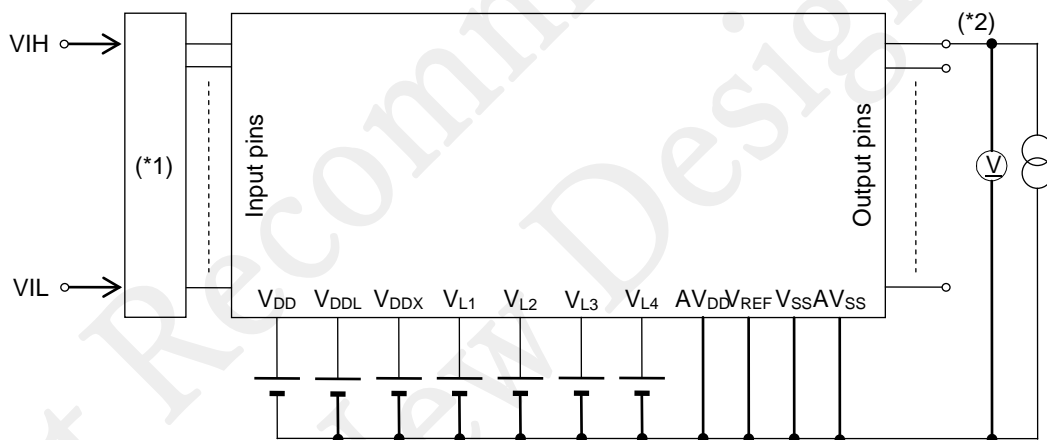 VIH
(*2)
(*1)
Input pins
Output pins
V
VIL
VDD VDDL VDDX VL1 VL2 VL3 VL4 AVDD VREF VSS AVSS